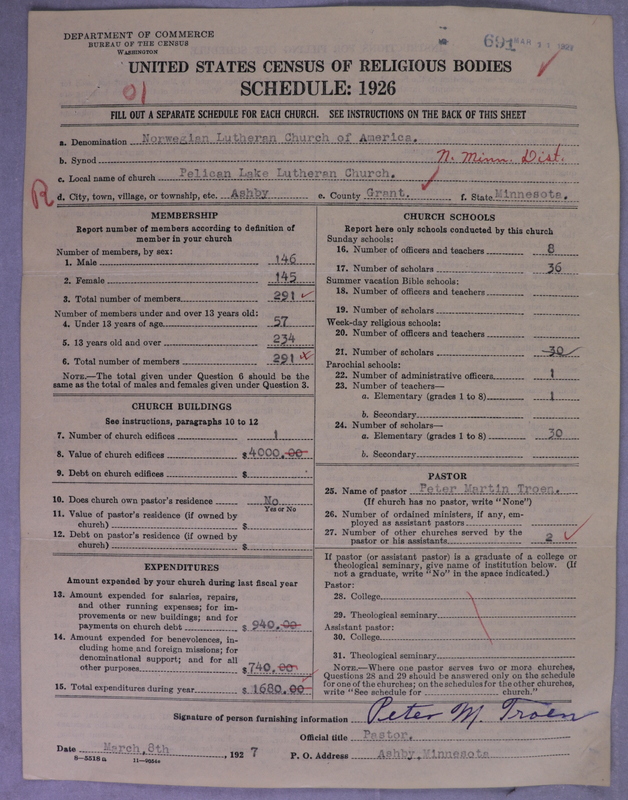 DEPARTMENT OF COMMERCE
BUREAU OF THE CENSUS
WASHINGTON
691 MAR 31 1927
UNITED STATES CENSUS OF RELIGIOUS BODIES
01
SCHEDULE: 1926
FILL OUT A SEPARATE SCHEDULE FOR EACH CHURCH. SEE INSTRUCTIONS ON THE BACK OF THIS SHEET
a. Denomination Norwegian Lutheran Church of America.
b. Synod N. Minn. Dist.
c. Local name of church Pelican Lake Lutheran Church.
R d. City, town, village, or township, etc. Ashby e. County Grant. f. State Minnesota.
MEMBERSHIP
Report number of members according to definition of
member in your church
Number of members, by sex:
1. Male 146
2. Female 145
3. Total number of members 291
Number of members under and over 13 years old:
4. Under 13 years of age 57
5. 13 years old and over 234
6. Total number of members 291
NOTE.—The total given under Question 6 should be the
same as the total of males and females given under Question 3.
CHURCH BUILDINGS
See instructions, paragraphs 10 to 12
7. Number of church edifices 1
8. Value of church edifices $4000.00
9. Debt on church edifices $
10. Does church own pastor's residence No
Yes or No
11. Value of pastor's residence (if owned by
church) $
12. Debt on pastor's residence (if owned by
church) $
EXPENDITURES
Amount expended by your church during last fiscal year
13. Amount expended for salaries, repairs,
and other running expenses; for im-
provements or new buildings; and for
payments on church debt $ 940.00
14. Amount expended for benevolences, in-
cluding home and foreign missions; for
denominational support; and for all
other purposes $740.00
15. Total expenditures during year $ 1680.00
CHURCH SCHOOLS
Report here only schools conducted by this church
Sunday schools:
16. Number of officers and teachers 8
17. Number of scholars 36
Summer vacation Bible schools:
18. Number of officers and teachers
19. Number of scholars
Week-day religious schools:
20. Number of officers and teachers
21. Number of scholars 30
Parochial schools:
22. Number of administrative officers 1
23. Number of teachers—
a. Elementary (grades 1 to 8) 1
b. Secondary
24. Number of scholars—
a. Elementary (grades 1 to 8) 30
b. Secondary
PASTOR
25. Name of pastor Peter Martin Troen.
(If church has no pastor, write "None")
26. Number of ordained ministers, if any, em-
ployed as assistant pastors
27. Number of other churches served by the
pastor or his assistants 2
If pastor (or assistant pastor) is a graduate of a college or
theological seminary, give name of institution below. (If
not a graduate, write "No" in the space indicated.)
Pastor:
28. College
29. Theological seminary
Assistant pastor:
30. College
31. Theological seminary
NOTE.—Where one pastor serves two or more churches,
Questions 28 and 29 should be answered only on the schedule
for one of the churches; on the schedules for the other churches,
write "See schedule for church."
Signature of person furnishing information Peter M. Troen
Official title Pastor.
Date March, 8th , 1927 P. O. Address Ashby, Minnesota
8—5518a 11—9054a